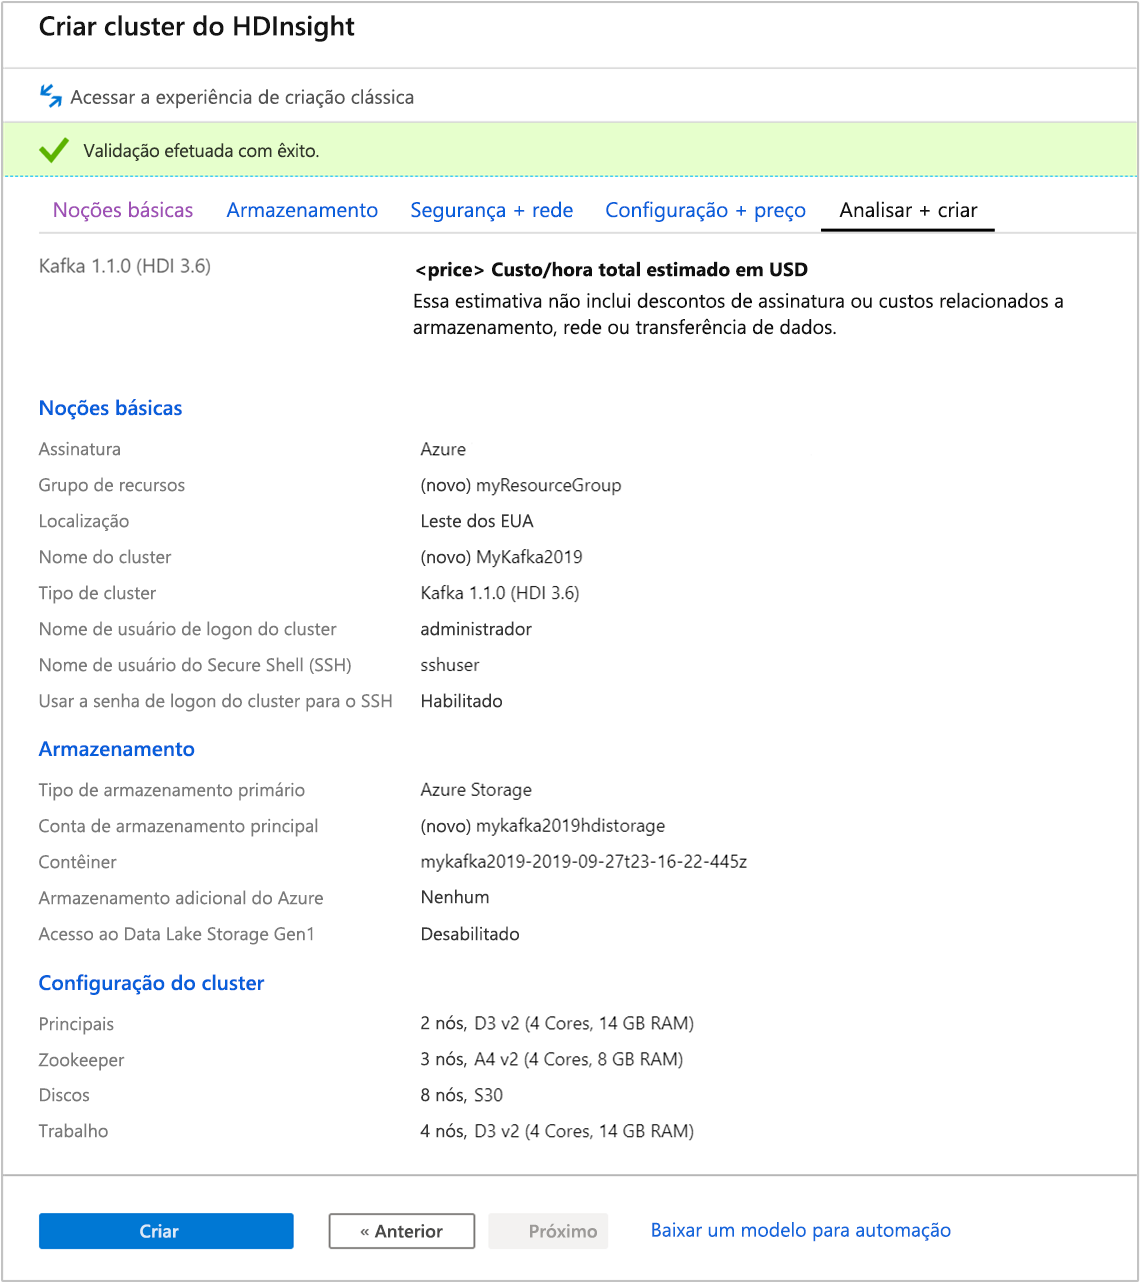 Criar cluster do HDInsight
Acessar a experiência de criação clássica
Validação efetuada com êxito.
Noções básicas Armazenamento Segurança + rede Configuração + preço Analisar + criar
Kafka 1.1.0 (HDI 3.6)
<price> Custo/hora total estimado em USD
Essa estimativa não inclui descontos de assinatura ou custos relacionados a
armazenamento, rede ou transferência de dados.
Noções básicas
Assinatura Azure
Grupo de recursos (novo) myResourceGroup
Localização Leste dos EUA
Nome do cluster (novo) MyKafka2019
Tipo de cluster Kafka 1.1.0 (HDI 3.6)
Nome de usuário de logon do cluster administrador
Nome de usuário do Secure Shell (SSH) sshuser
Usar a senha de logon do cluster para o SSH Habilitado
Armazenamento
Tipo de armazenamento primário Azure Storage
Conta de armazenamento principal (novo) mykafka2019hdistorage
Contêiner mykafka2019-2019-09-27t23-16-22-445z
Armazenamento adicional do Azure Nenhum
Acesso ao Data Lake Storage Gen1 Desabilitado
Configuração do cluster
Principais 2 nós, D3 v2 (4 Cores, 14 GB RAM)
Zookeeper 3 nós, A4 v2 (4 Cores, 8 GB RAM)
Discos 8 nós, S30
Trabalho 4 nós, D3 v2 (4 Cores, 14 GB RAM)
Criar « Anterior Próximo Baixar um modelo para automação